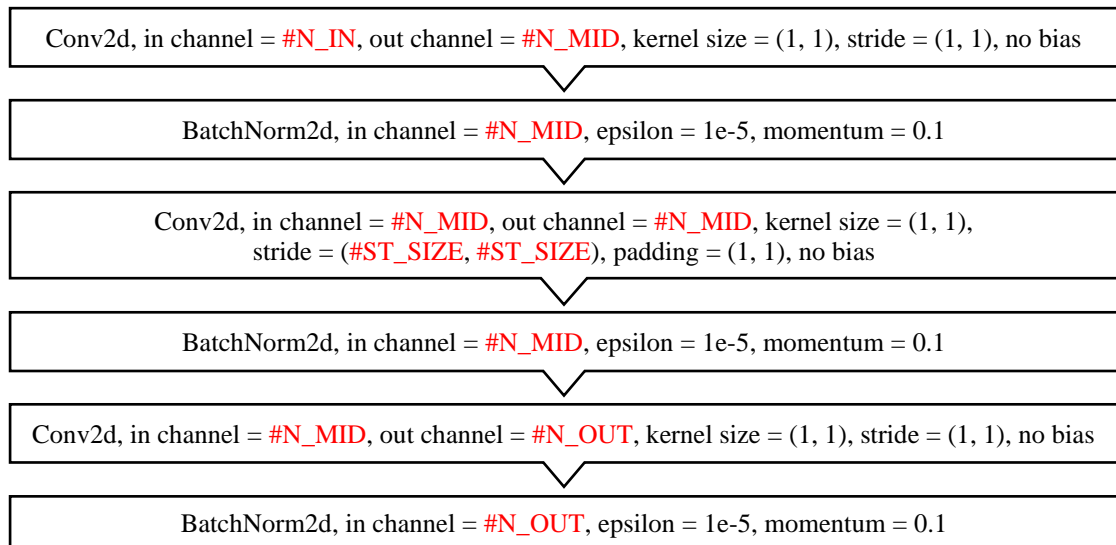 Conv2d, in channel = #N_IN, out channel = #N_MID, kernel size = (1, 1), stride = (1, 1), no bias
BatchNorm2d, in channel = #N_MID, epsilon = 1e-5, momentum = 0.1
Conv2d, in channel = #N_MID, out channel = #N_MID, kernel size = (1, 1),
stride = (#ST_SIZE, #ST_SIZE), padding = (1, 1), no bias
BatchNorm2d, in channel = #N_MID, epsilon = 1e-5, momentum = 0.1
Conv2d, in channel = #N_MID, out channel = #N_OUT, kernel size = (1, 1), stride = (1, 1), no bias
BatchNorm2d, in channel = #N_OUT, epsilon = 1e-5, momentum = 0.1